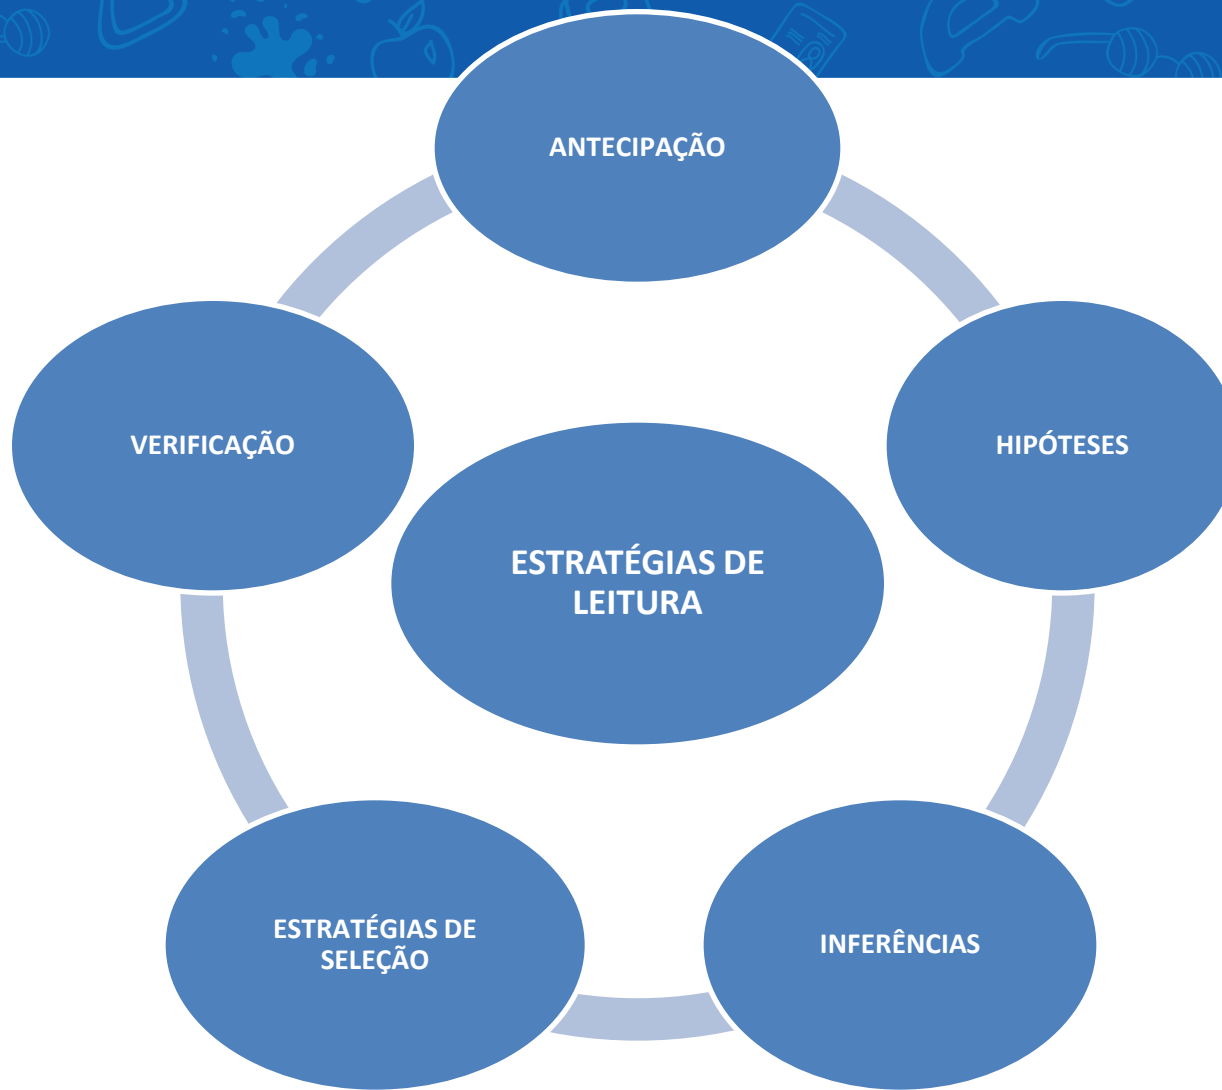 ANTECIPAÇÃO
HIPÓTESES
VERIFICAÇÃO
ESTRATÉGIAS DE
LEITURA
INFERÊNCIAS
ESTRATÉGIAS DE
SELEÇÃO